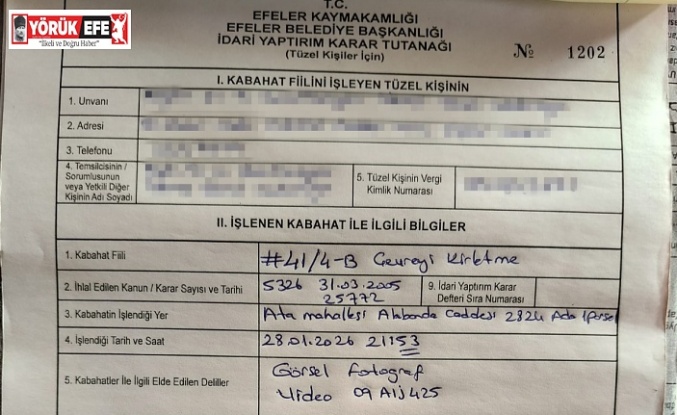 YÖRÜK EFE
"İlkeli ve Doğru Haber"
T.C.
EFELER KAYMAKAMLIĞI
EFELER BELEDİYE BAŞKANLIĞI
İDARİ YAPTIRIM KARAR TUTANAĞI
(Tüzel Kişiler İçin)
№ 1202
I. KABAHAT FİİLİNİ İŞLEYEN TÜZEL KİŞİNİN
1. Unvanı
2. Adresi
3. Telefonu
4. Temsilcisinin /
Sorumlusunun
veya Yetkili Diğer
Kişinin Adı Soyadı
5. Tüzel Kişinin Vergi
Kimlik Numarası
II. İŞLENEN KABAHAT İLE İLGİLİ BİLGİLER
1. Kabahat Fiili
#41/4-B Çevreyi Kirletme
2. İhlal Edilen Kanun / Karar Sayısı ve Tarihi
5326 31.03.2005
25772
9. İdari Yaptırım Karar
Defteri Sıra Numarası
3. Kabahatin İşlendiği Yer
Ata mahallesi Alabanda Caddesi 2824 Ada
4. İşlendiği Tarih ve Saat
28.01.2026 21:53
5. Kabahatler İle İlgili Elde Edilen Deliller
Görsel fotoğraf
Video 09 AIJ 425